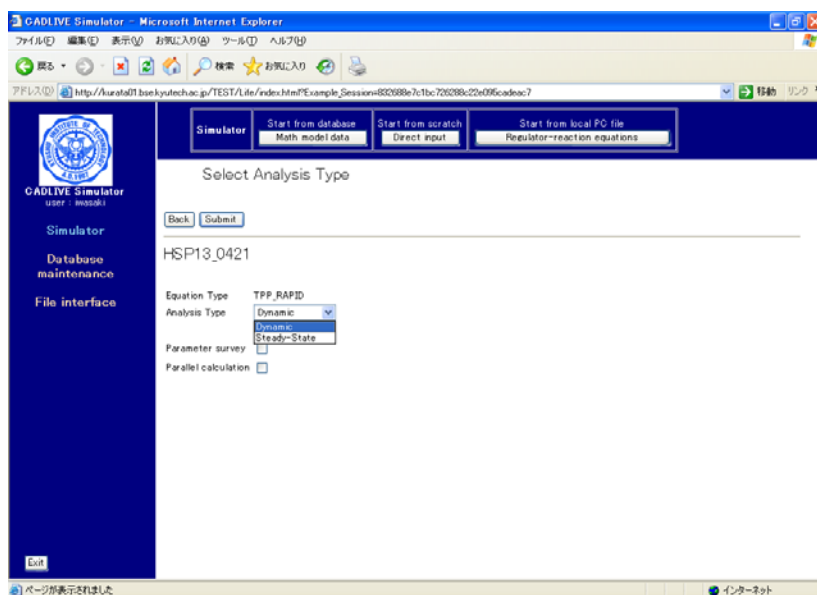 CADLIVE Simulator - Microsoft Internet Explorer
ファイル(F) 編集(E) 表示(V) お気に入り(A) ツール(T) ヘルプ(H)
戻る 検索 お気に入り
アドレス(D) http://kurata01.bse.kyutech.ac.jp/TEST/Life/index.html?Example_Session=832688e7c1bc726288c22e095cadeac7 移動 リンク
Simulator
Start from database
Math model data
Start from scratch
Direct input
Start from local PC file
Regulator-reaction equations
CADLIVE Simulator
user : iwasaki
Simulator
Database
maintenance
File interface
Exit
Select Analysis Type
Back Submit
HSP13_0421
Equation Type TPP_RAPID
Analysis Type Dynamic
Dynamic
Steady-State
Parameter survey
Parallel calculation
ページが表示されました インターネット